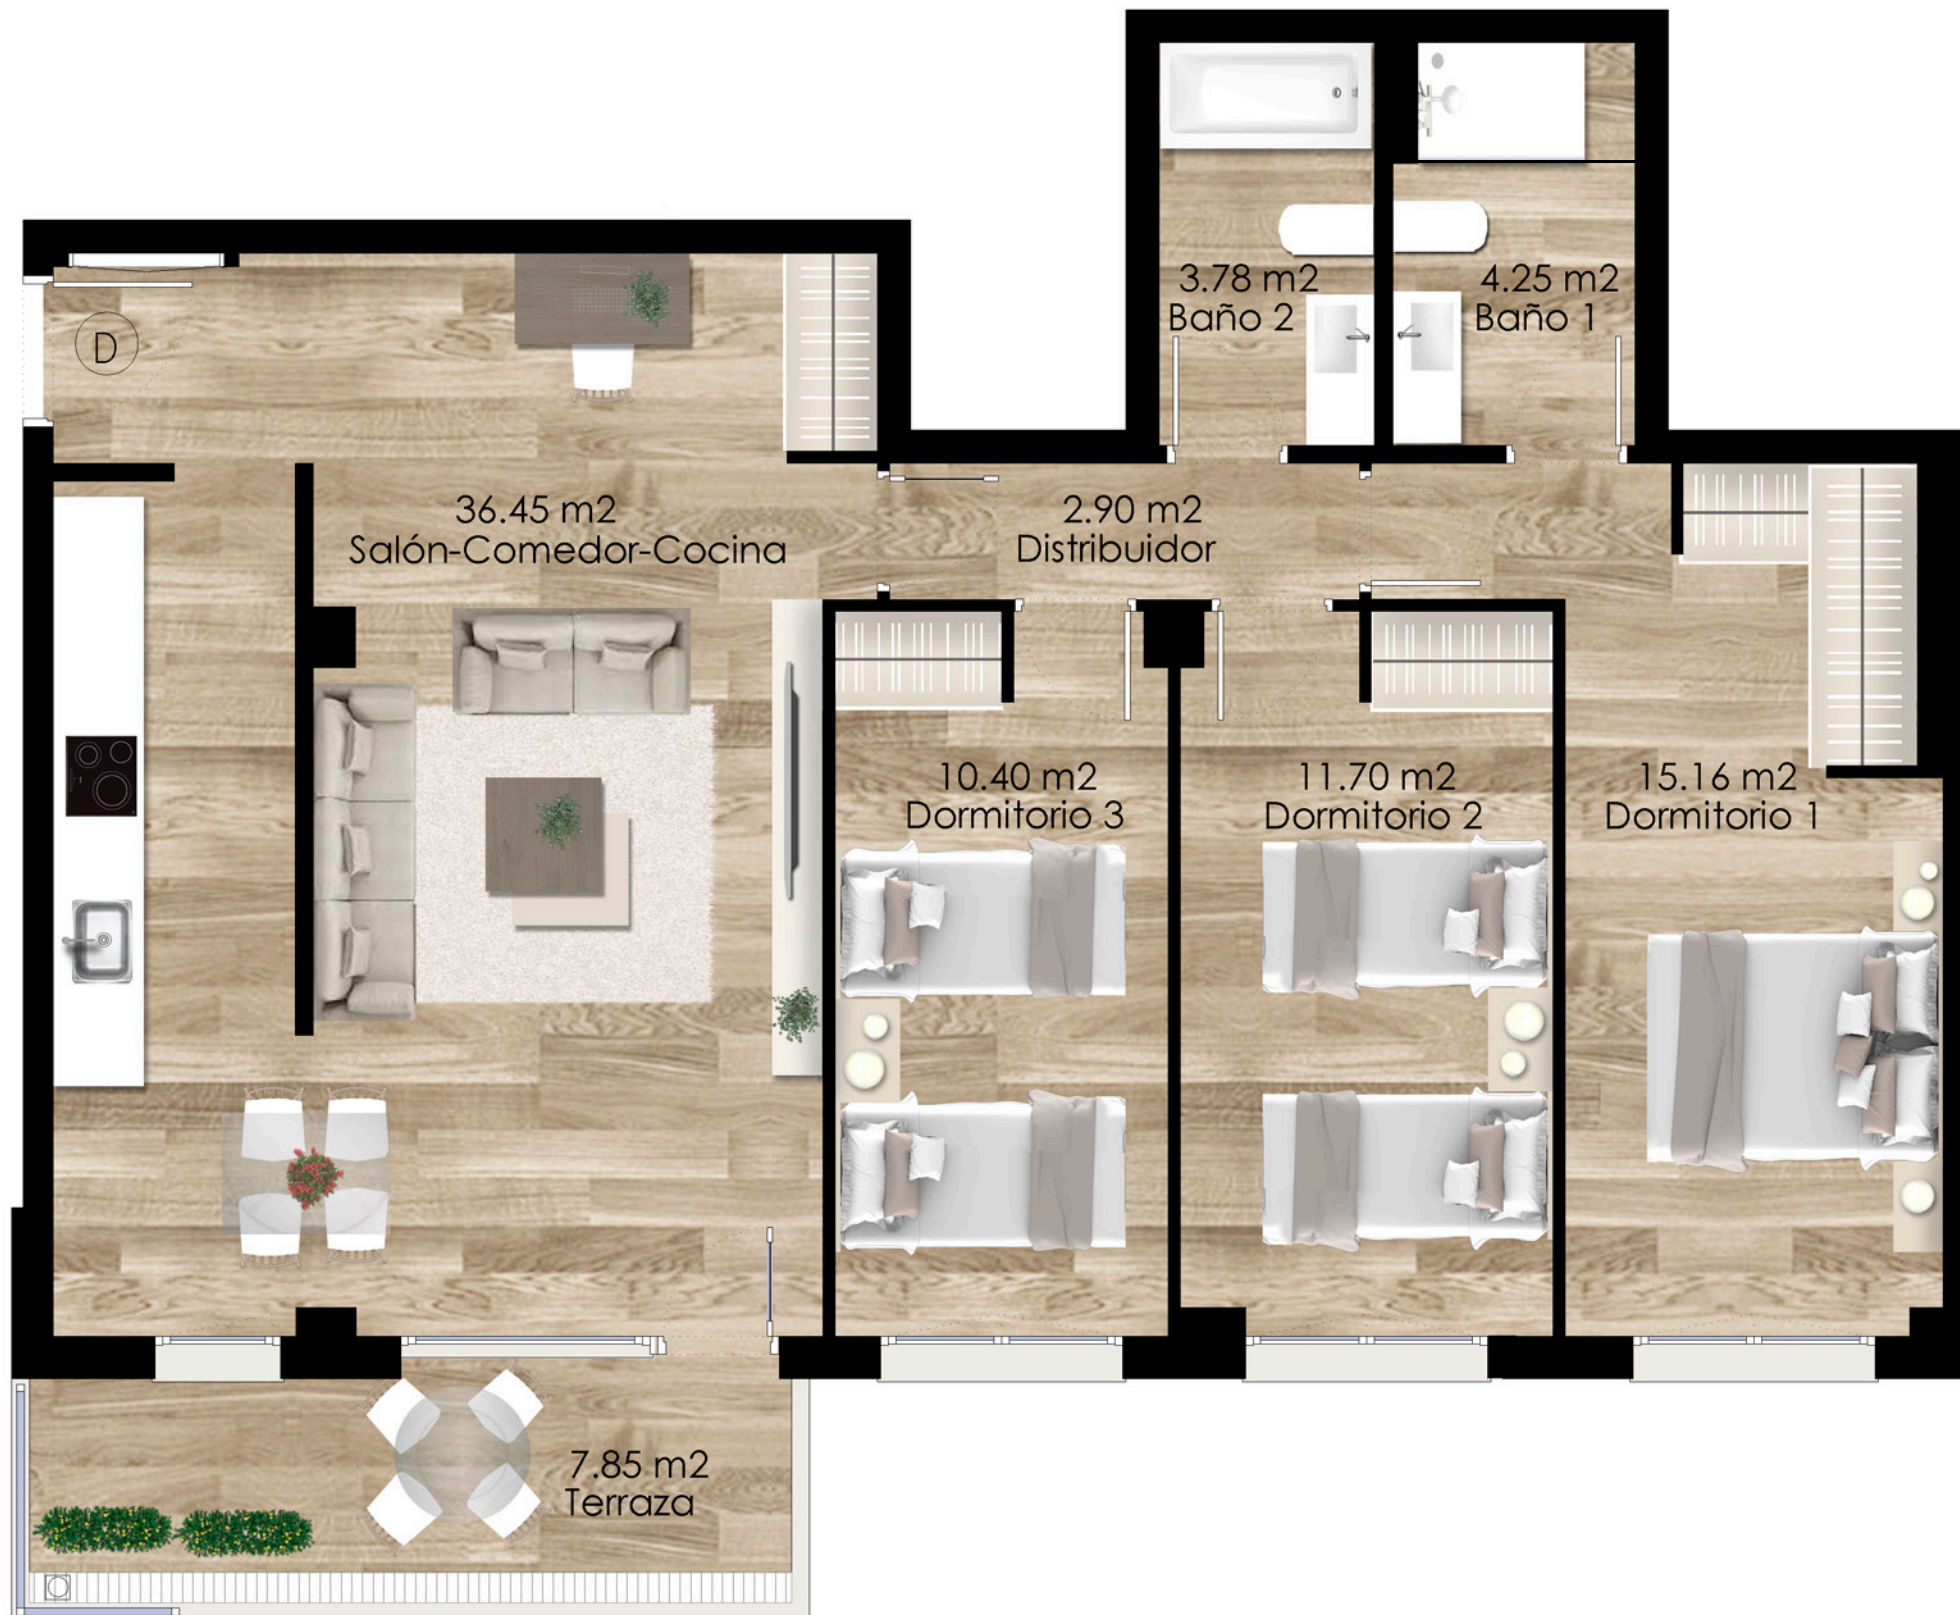 3.78 m2
Baño 2
4.25 m2
Baño 1
D
36.45 m2
Salón-Comedor-Cocina
2.90 m2
Distribuidor
10.40 m2
Dormitorio 3
11.70 m2
Dormitorio 2
15.16 m2
Dormitorio 1
7.85 m2
Terraza